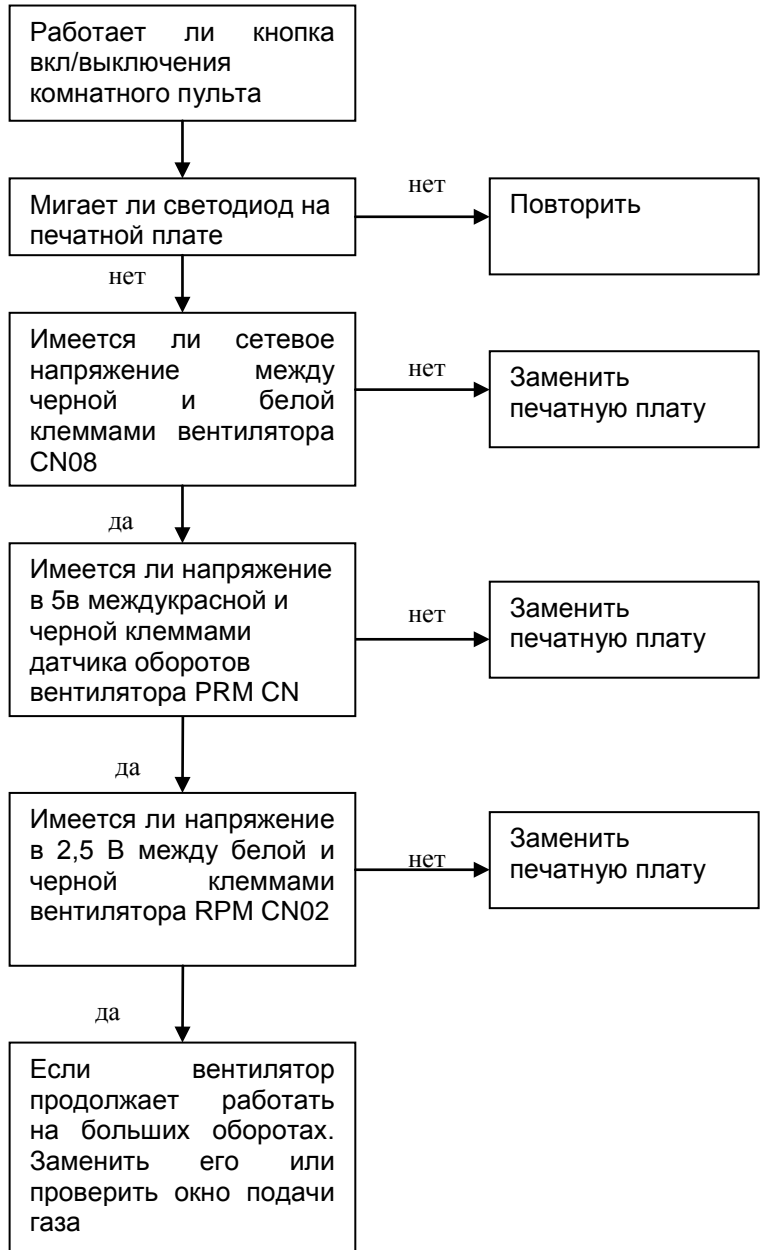 Работает ли кнопка
вкл/выключения
комнатного пульта
Мигает ли светодиод на
печатной плате
нет
Повторить
нет
Имеется ли сетевое
напряжение между
черной и белой
клеммами вентилятора
CN08
нет
Заменить
печатную плату
да
Имеется ли напряжение
в 5в междукрасной и
черной клеммами
датчика оборотов
вентилятора PRM CN
нет
Заменить
печатную плату
да
Имеется ли напряжение
в 2,5 В между белой и
черной клеммами
вентилятора RPM CN02
нет
Заменить
печатную плату
да
Если вентилятор
продолжает работать
на больших оборотах.
Заменить его или
проверить окно подачи
газа